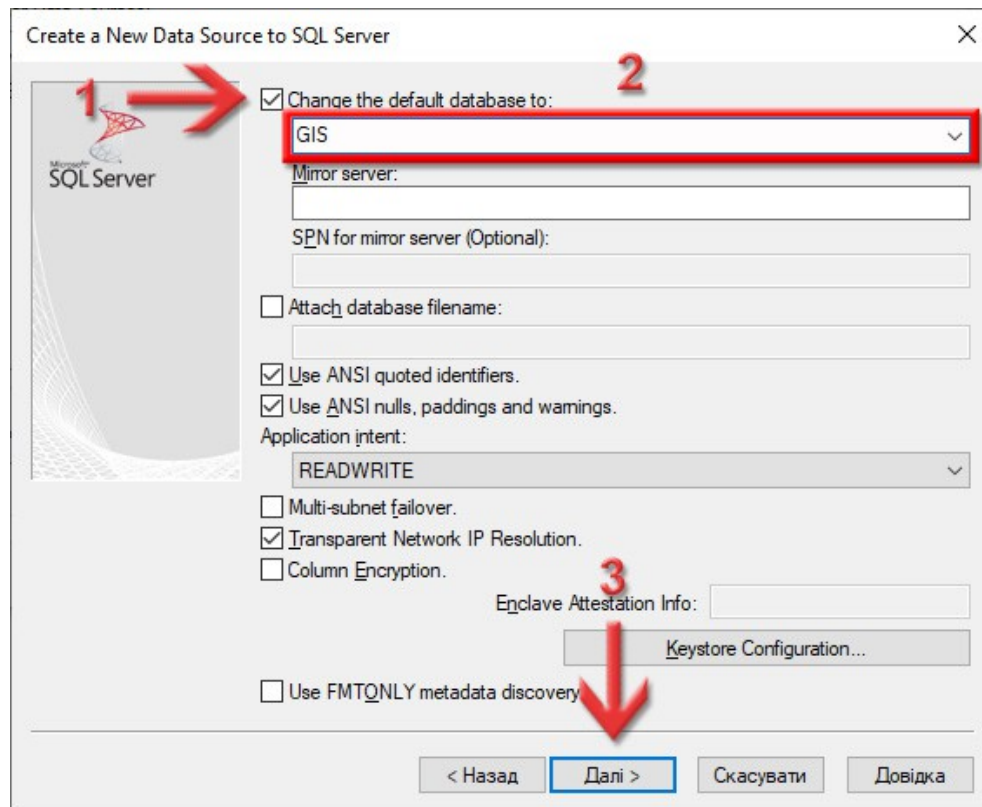 Create a New Data Source to SQL Server
1
2
Change the default database to:
GIS
Microsoft
SQL Server
Mirror server:
SPN for mirror server (Optional):
Attach database filename:
Use ANSI quoted identifiers.
Use ANSI nulls, paddings and warnings.
Application intent:
READWRITE
Multi-subnet failover.
Transparent Network IP Resolution.
Column Encryption.
3
Enclave Attestation Info:
Keystore Configuration...
Use FMTONLY metadata discovery
< Назад Далі > Скасувати Довідка